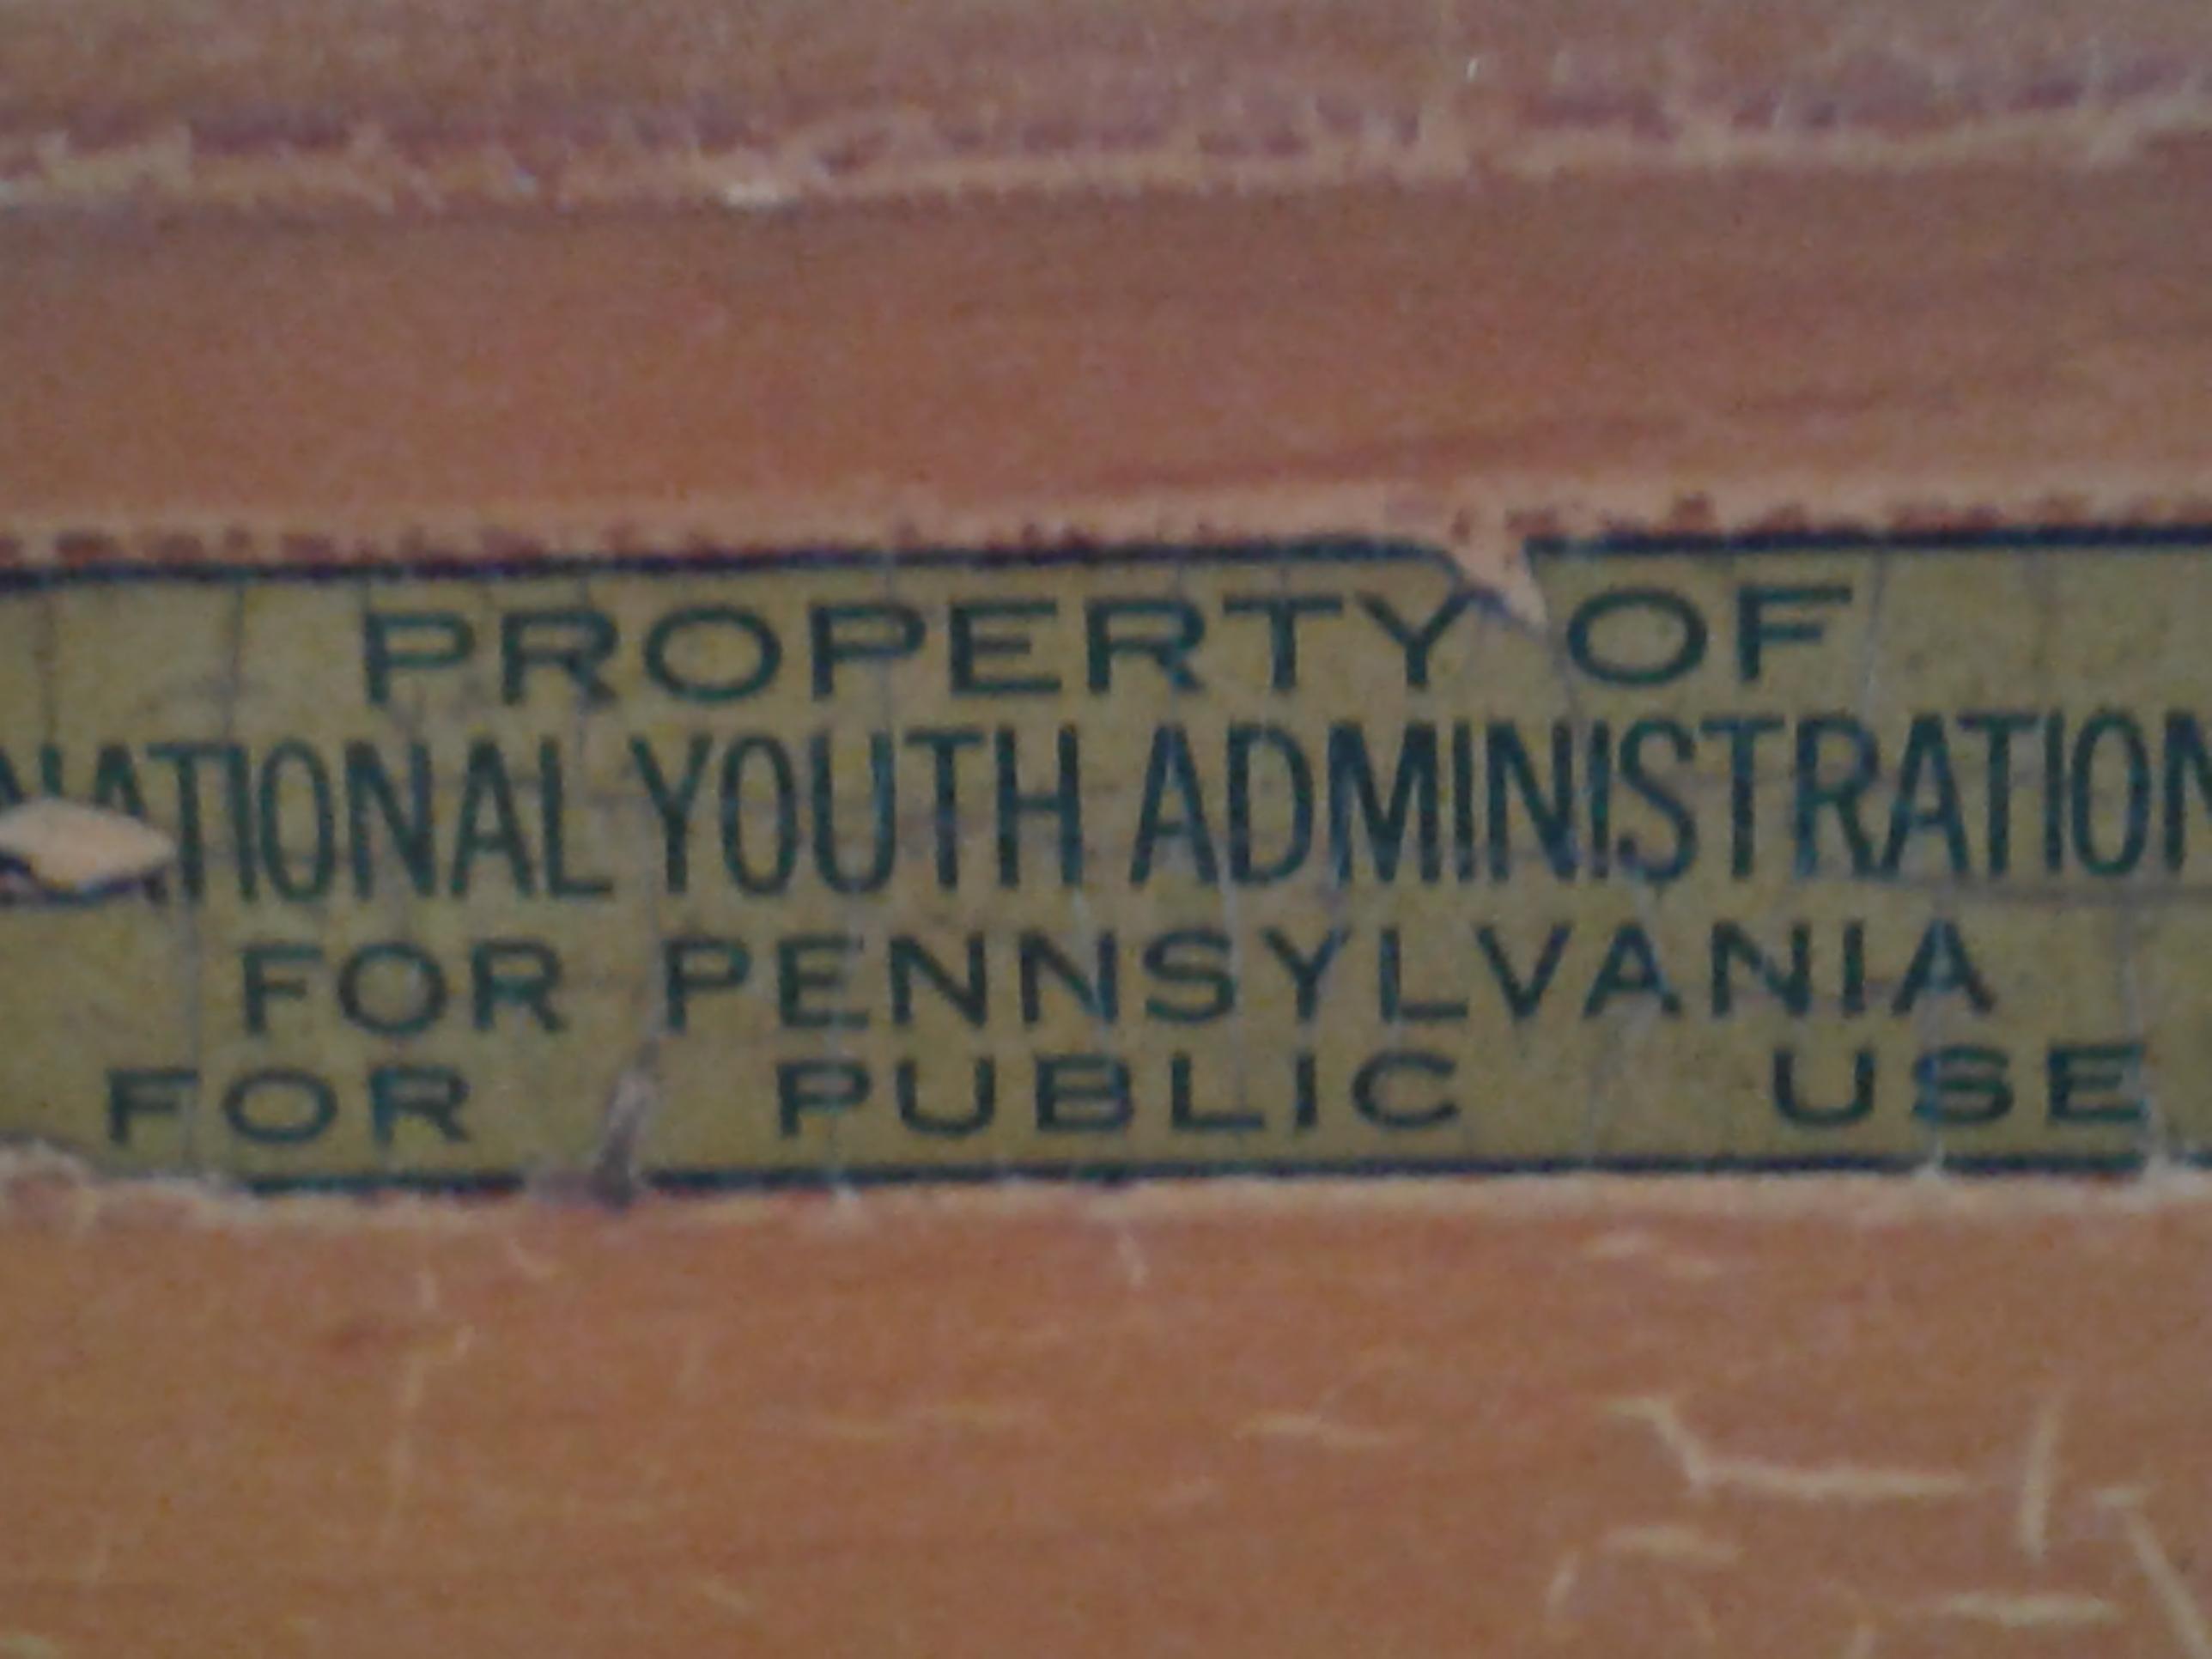 PROPERTY OF
NATIONAL YOUTH ADMINISTRATION
FOR PENNSYLVANIA
FOR PUBLIC USE